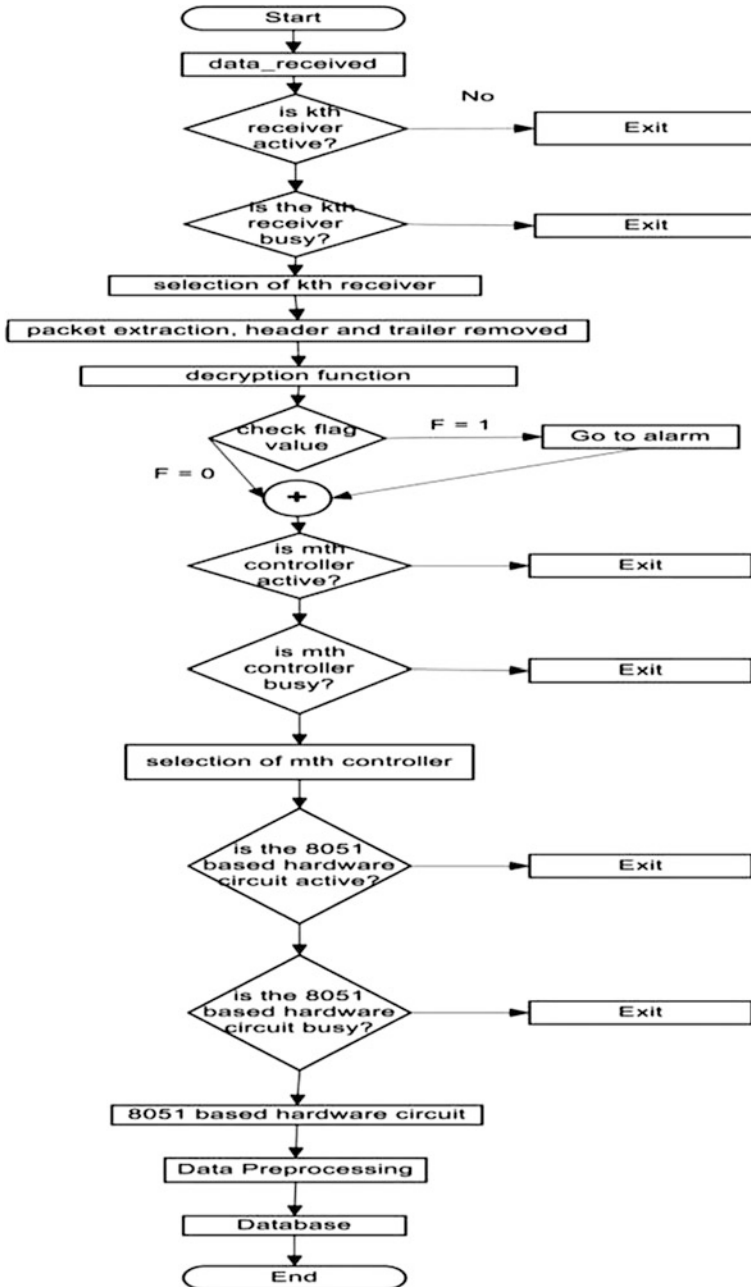 Start
data_received
is kth
receiver
active?
No
Exit
is the kth
receiver
busy?
Exit
selection of kth receiver
packet extraction, header and trailer removed
decryption function
check flag
value
F = 1
Go to alarm
F = 0
+
is mth
controller
active?
Exit
is mth
controller
busy?
Exit
selection of mth controller
is the 8051
based hardware
circuit active?
Exit
is the 8051
based hardware
circuit busy?
Exit
8051 based hardware circuit
Data Preprocessing
Database
End